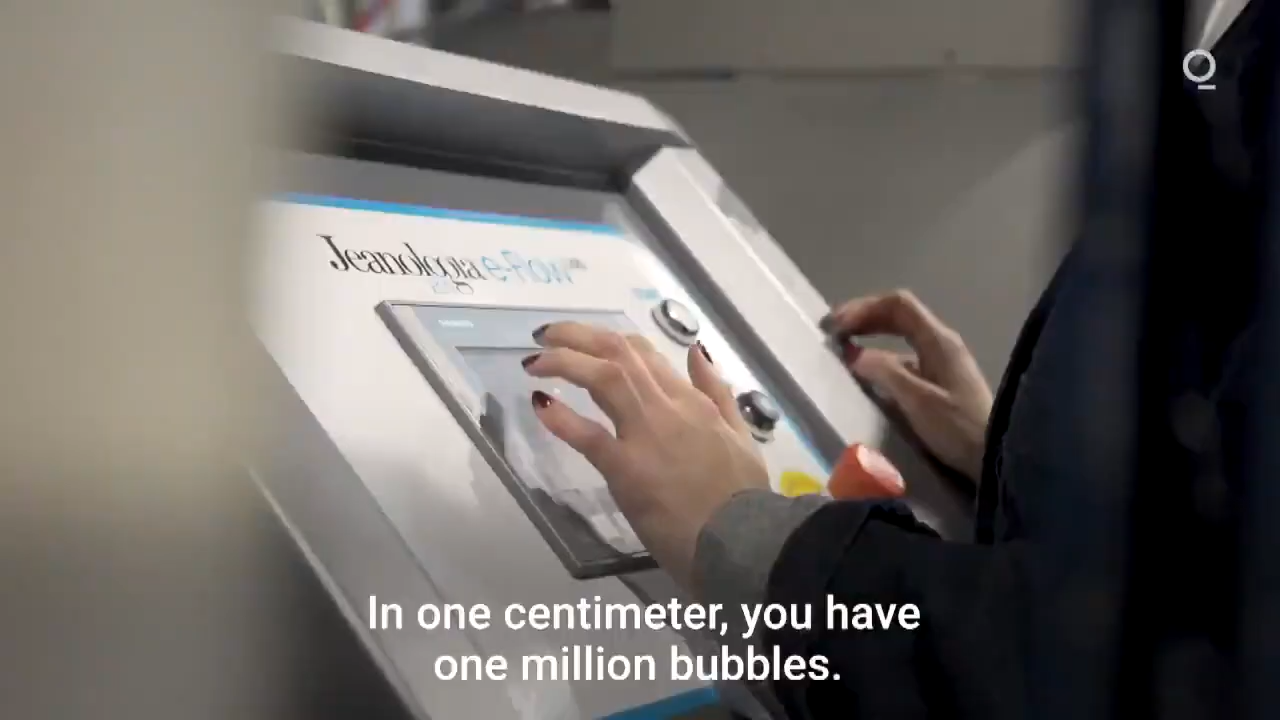 Jeanologia e-Flow
In one centimeter, you have
one million bubbles.